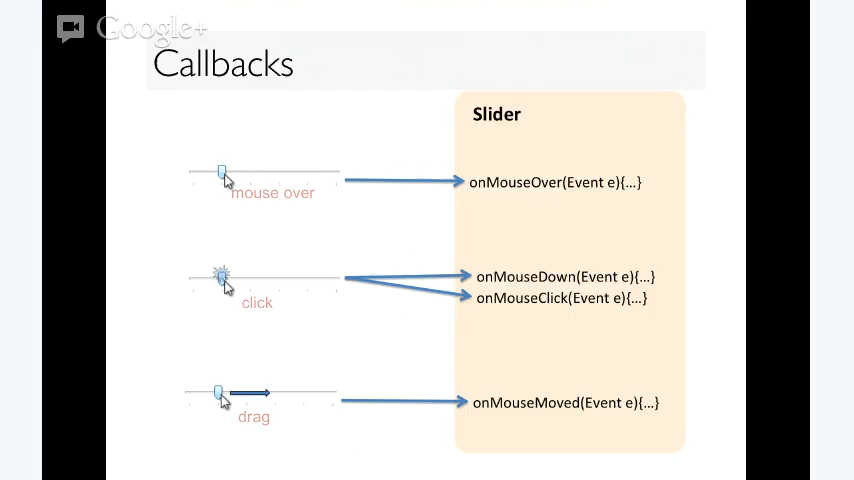 Google+
Callbacks
Slider
mouse over
onMouseOver(Event e){...}
click
onMouseDown(Event e){...}
onMouseClick(Event e){...}
drag
onMouseMoved(Event e){...}